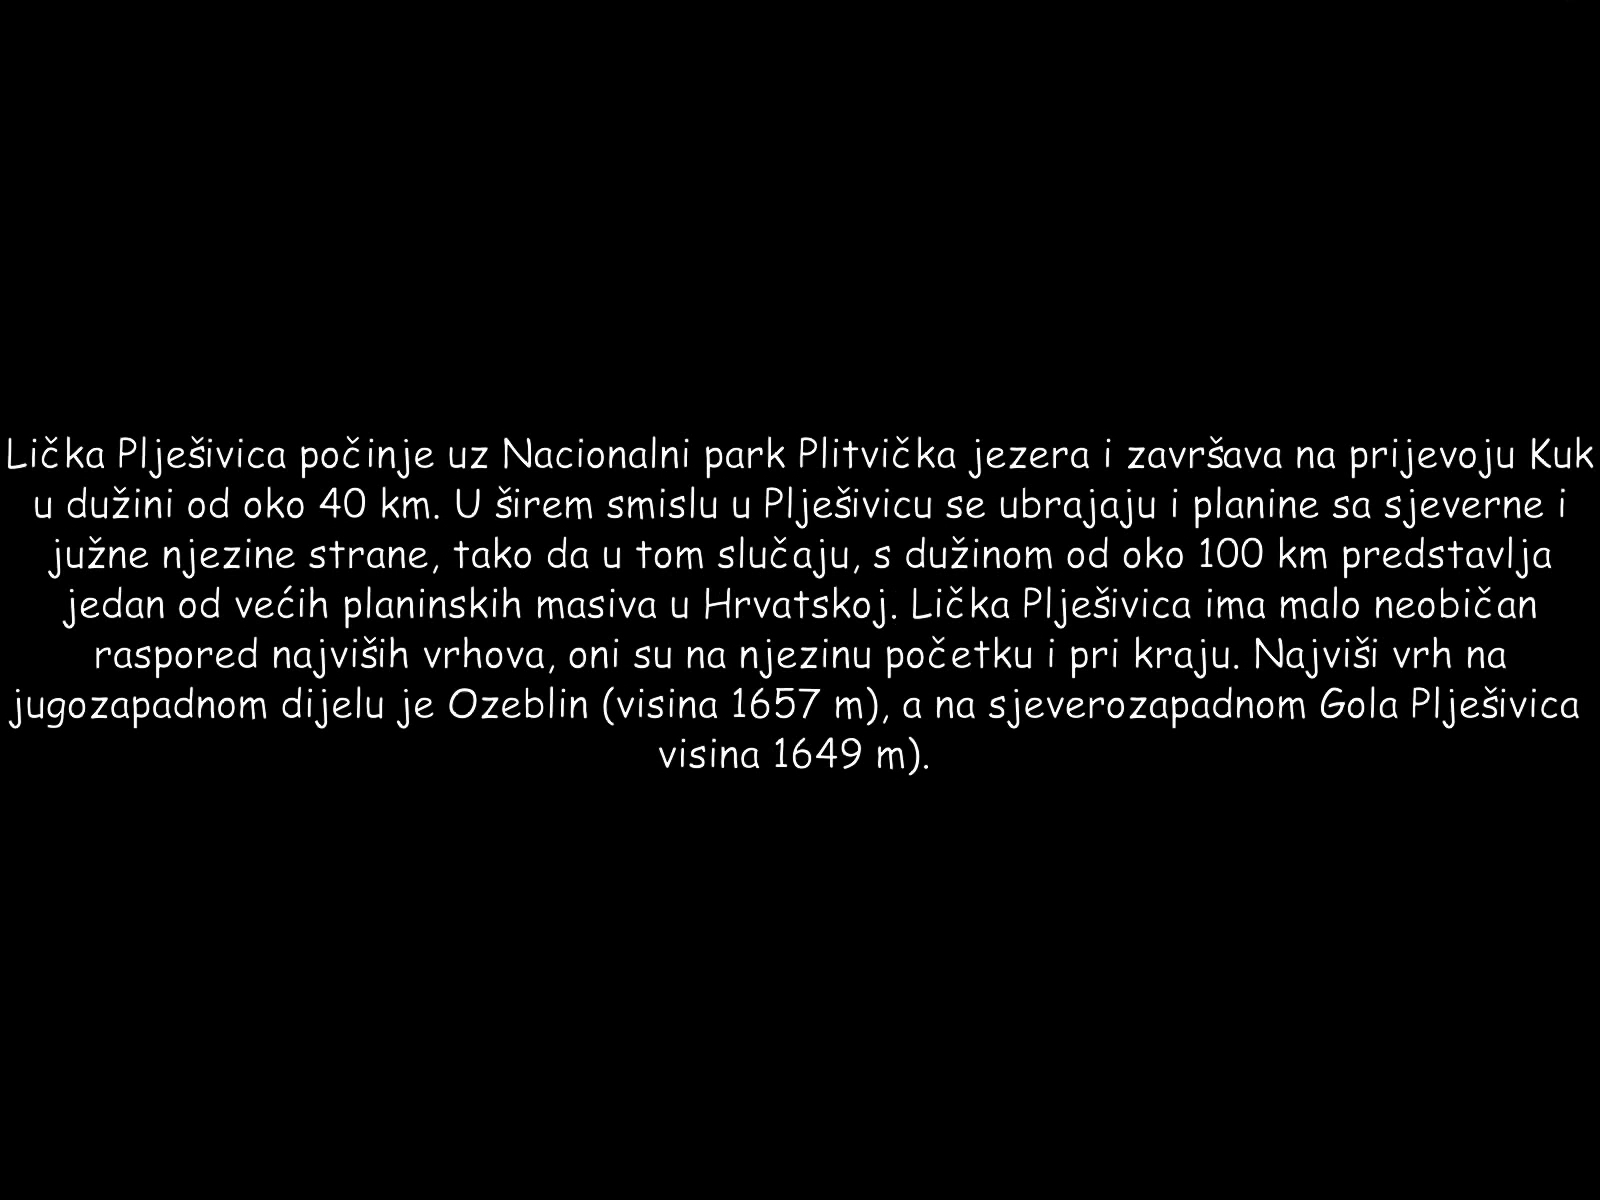 Lička Plješivica počinje uz Nacionalni park Plitvička jezera i završava na prijevoju Kuk
u dužini od oko 40 km. U širem smislu u Plješivicu se ubrajaju i planine sa sjeverne i
južne njezine strane, tako da u tom slučaju, s dužinom od oko 100 km predstavlja
jedan od većih planinskih masiva u Hrvatskoj. Lička Plješivica ima malo neobičan
raspored najviših vrhova, oni su na njezinu početku i pri kraju. Najviši vrh na
jugozapadnom dijelu je Ozeblin (visina 1657 m), a na sjeverozapadnom Gola Plješivica
visina 1649 m).